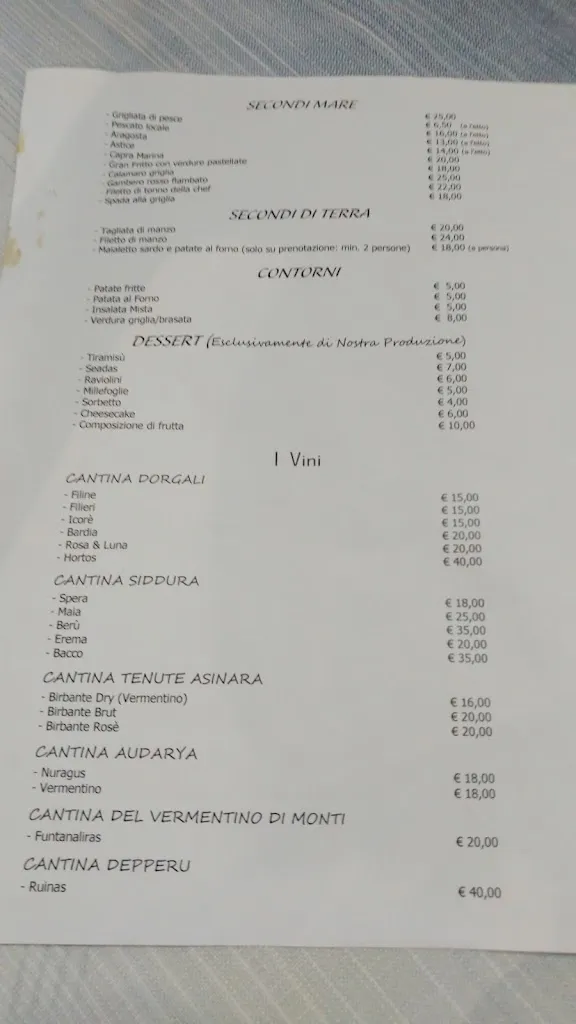 SECONDI MARE
- Grigliata di pesce € 25,00
- Pescato locale € 6,50 (a l'etto)
- Aragosta € 16,00 (a l'etto)
- Astice € 13,00 (a l'etto)
- Capra Marina € 14,00 (a l'etto)
- Gran Fritto con verdure pastellate € 20,00
- Calamaro griglia € 18,00
- Gambero rosso flambato € 25,00
- Filetto di tonno della chef € 22,00
- Spada alla griglia € 18,00
SECONDI DI TERRA
- Tagliata di manzo € 20,00
- Filetto di manzo € 24,00
- Maialetto sardo e patate al forno (solo su prenotazione: min. 2 persone) € 18,00 (a persona)
CONTORNI
- Patate fritte € 5,00
- Patata al Forno € 5,00
- Insalata Mista € 5,00
- Verdura griglia/brasata € 8,00
DESSERT (Esclusivamente di Nostra Produzione)
- Tiramisù € 5,00
- Seadas € 7,00
- Raviolini € 6,00
- Millefoglie € 5,00
- Sorbetto € 4,00
- Cheesecake € 6,00
- Composizione di frutta € 10,00
I Vini
CANTINA DORGALI
- Filine € 15,00
- Filieri € 15,00
- Icorè € 15,00
- Bardia € 20,00
- Rosa & Luna € 20,00
- Hortos € 40,00
CANTINA SIDDURA
- Spera € 18,00
- Maia € 25,00
- Berù € 35,00
- Erema € 20,00
- Bacco € 35,00
CANTINA TENUTE ASINARA
- Birbante Dry (Vermentino) € 16,00
- Birbante Brut € 20,00
- Birbante Rosè € 20,00
CANTINA AUDARYA
- Nuragus € 18,00
- Vermentino € 18,00
CANTINA DEL VERMENTINO DI MONTI
- Funtanaliras € 20,00
CANTINA DEPPERU
- Ruinas € 40,00